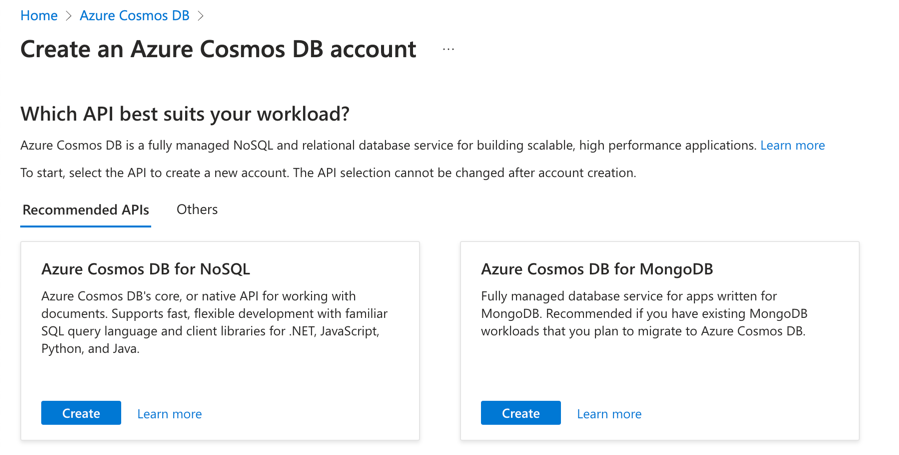 Home > Azure Cosmos DB >
Create an Azure Cosmos DB account ...
Which API best suits your workload?
Azure Cosmos DB is a fully managed NoSQL and relational database service for building scalable, high performance applications. Learn more
To start, select the API to create a new account. The API selection cannot be changed after account creation.
Recommended APIs Others
Azure Cosmos DB for NoSQL
Azure Cosmos DB's core, or native API for working with
documents. Supports fast, flexible development with familiar
SQL query language and client libraries for .NET, JavaScript,
Python, and Java.
Create Learn more
Azure Cosmos DB for MongoDB
Fully managed database service for apps written for
MongoDB. Recommended if you have existing MongoDB
workloads that you plan to migrate to Azure Cosmos DB.
Create Learn more